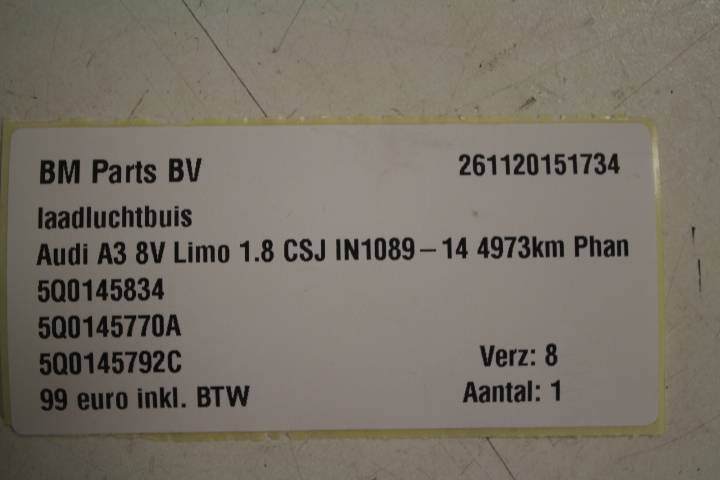 BM Parts BV 261120151734
laadluchtbuis
Audi A3 8V Limo 1.8 CSJ IN1089-14 4973km Phan
5Q0145834
5Q0145770A
5Q0145792C Verz: 8
99 euro inkl. BTW Aantal: 1